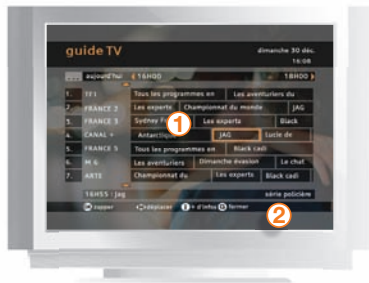 guide TV
dimanche 30 déc.
16:08
aujourd'hui 16H00 18H00
1. TF1 Tous les programmes en Les aventuriers du
2. FRANCE 2 Les experts Championnat du monde JAG
3. FRANCE 3 Sydney Les experts Black
1
4. CANAL + Antarctique JAG Lucie de
5. FRANCE 5 Tous les programmes en Black cadi
6. M 6 Les aventuriers Dimanche évasion Le chat
7. ARTE Championnat du Les experts Black cadi
16H55 : Jag série policière
OK zapper déplacer i + d'infos G fermer
2